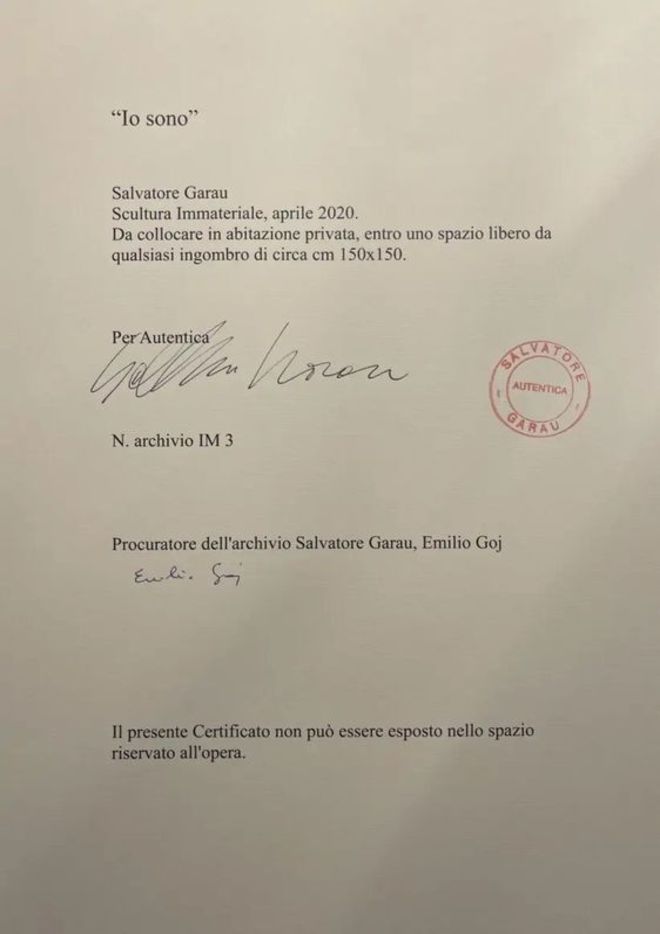 “Io sono”
Salvatore Garau
Scultura Immateriale, aprile 2020.
Da collocare in abitazione privata, entro uno spazio libero da
qualsiasi ingombro di circa cm 150x150.
Per Autentica
SALVATORE
AUTENTICA
GARAU
N. archivio IM 3
Procuratore dell'archivio Salvatore Garau, Emilio Goj
Emilio Goj
Il presente Certificato non può essere esposto nello spazio
riservato all'opera.